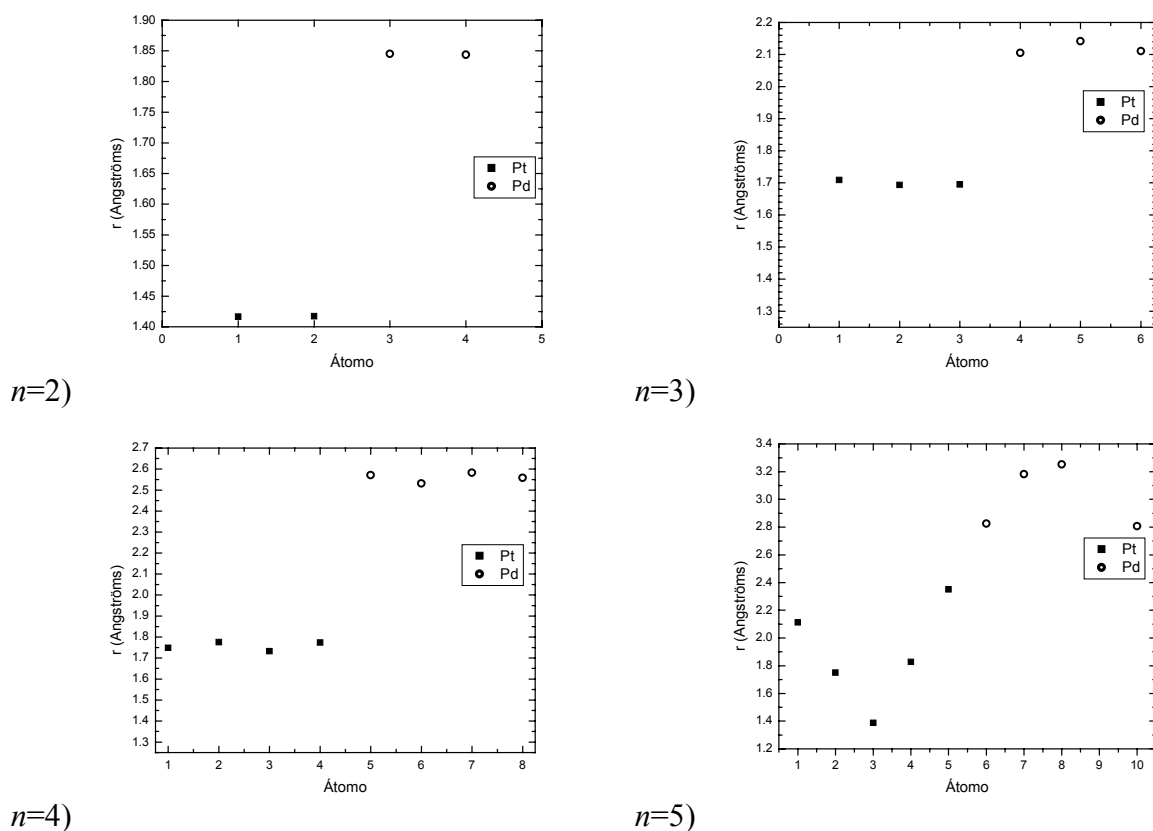 1.90
1.85
1.80
1.75
1.70
1.65
1.60
1.55
1.50
1.45
1.40
r (Angströms)
Pt
Pd
0 1 2 3 4 5
Átomo
n=2)
2.2
2.1
2.0
1.9
1.8
1.7
1.6
1.5
1.4
1.3
r (Angströms)
Pt
Pd
0 1 2 3 4 5 6
Átomo
n=3)
2.7
2.6
2.5
2.4
2.3
2.2
2.1
2.0
1.9
1.8
1.7
1.6
1.5
1.4
1.3
r (Angströms)
Pt
Pd
1 2 3 4 5 6 7 8
Átomo
n=4)
3.4
3.2
3.0
2.8
2.6
2.4
2.2
2.0
1.8
1.6
1.4
1.2
r (Angströms)
Pt
Pd
1 2 3 4 5 6 7 8 9 10
Átomo
n=5)